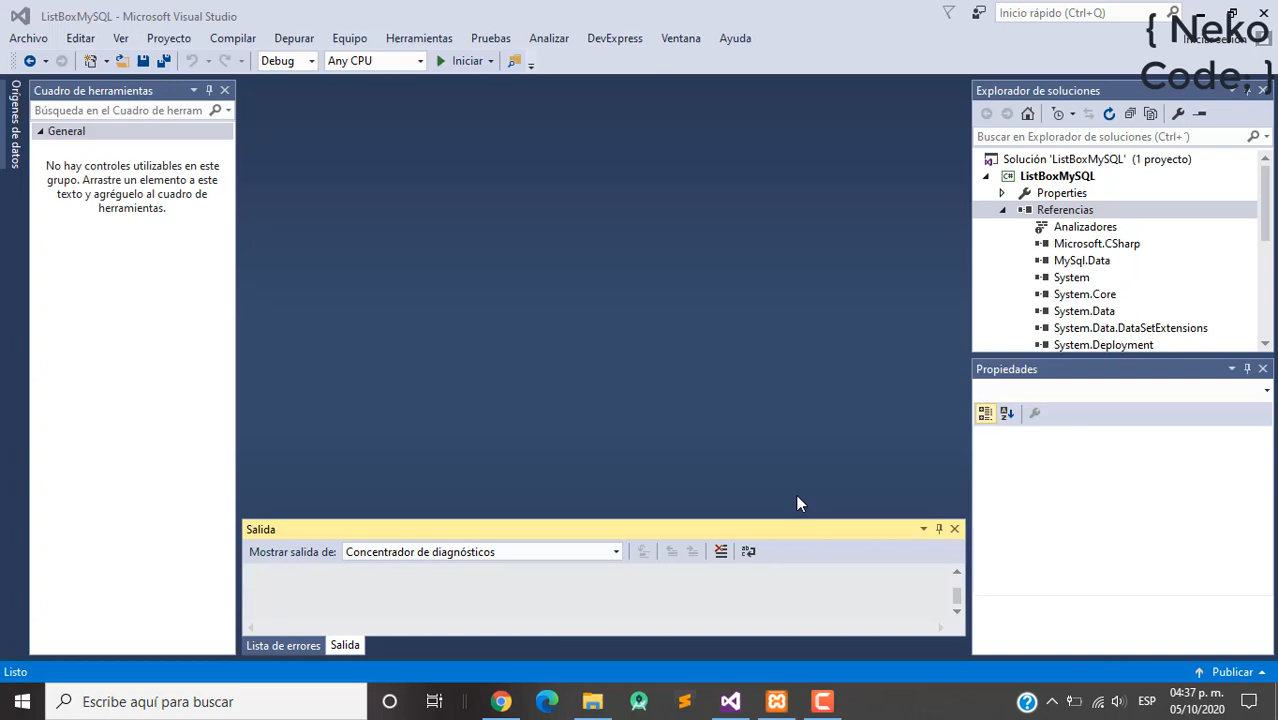 ListBoxMySQL - Microsoft Visual Studio
Inicio rápido (Ctrl+Q)
{ Neko
Code; }
Archivo Editar Ver Proyecto Compilar Depurar Equipo Herramientas Pruebas Analizar DevExpress Ventana Ayuda
Iniciar sesión
Debug Any CPU Iniciar
Orígenes de datos
Cuadro de herramientas
Búsqueda en el Cuadro de herram
General
No hay controles utilizables en este
grupo. Arrastre un elemento a este
texto y agréguelo al cuadro de
herramientas.
Explorador de soluciones
Buscar en Explorador de soluciones (Ctrl+´)
Solución 'ListBoxMySQL' (1 proyecto)
C# ListBoxMySQL
Properties
Referencias
Analizadores
Microsoft.CSharp
MySql.Data
System
System.Core
System.Data
System.Data.DataSetExtensions
System.Deployment
Propiedades
Salida
Mostrar salida de: Concentrador de diagnósticos
Lista de errores Salida
Listo
Publicar
Escribe aquí para buscar
ESP
04:37 p. m.
05/10/2020